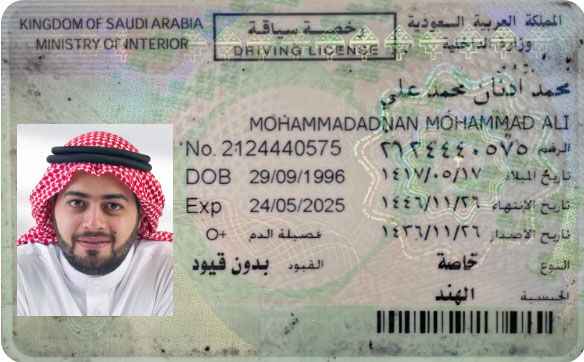 KINGDOM OF SAUDI ARABIA رخصة سياقة المملكة العربية السعودية
MINISTRY OF INTERIOR DRIVING LICENSE وزارة الداخلية
محمد ادنان محمد علي
MOHAMMADADNAN MOHAMMAD ALI
No. 2124440575 الرقم ٢١٢٤٤٤٠٥٧٥
DOB 29/09/1996 تاريخ الميلاد ١٤١٧/٠٥/١٧
Exp 24/05/2025 تاريخ الانتهاء ١٤٤٦/١١/٢٦
O+ فصيلة الدم تاريخ الاصدار ١٤٣٦/١١/٢٦
النوع خاصة القيود بدون قيود
الجنسية الهند